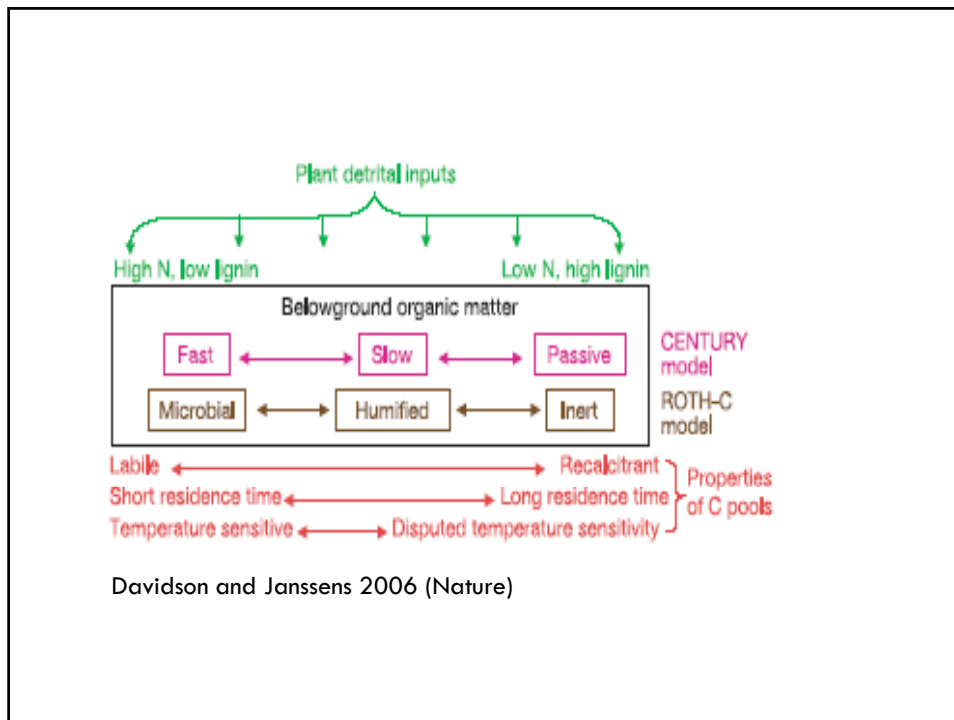 Plant detrital inputs
High N, low lignin
Low N, high lignin
Belowground organic matter
Fast
Slow
Passive
CENTURY
model
Microbial
Humified
Inert
ROTH-C
model
Labile
Recalcitrant
Short residence time
Long residence time
Temperature sensitive
Disputed temperature sensitivity
Properties
of C pools
Davidson and Janssens 2006 (Nature)